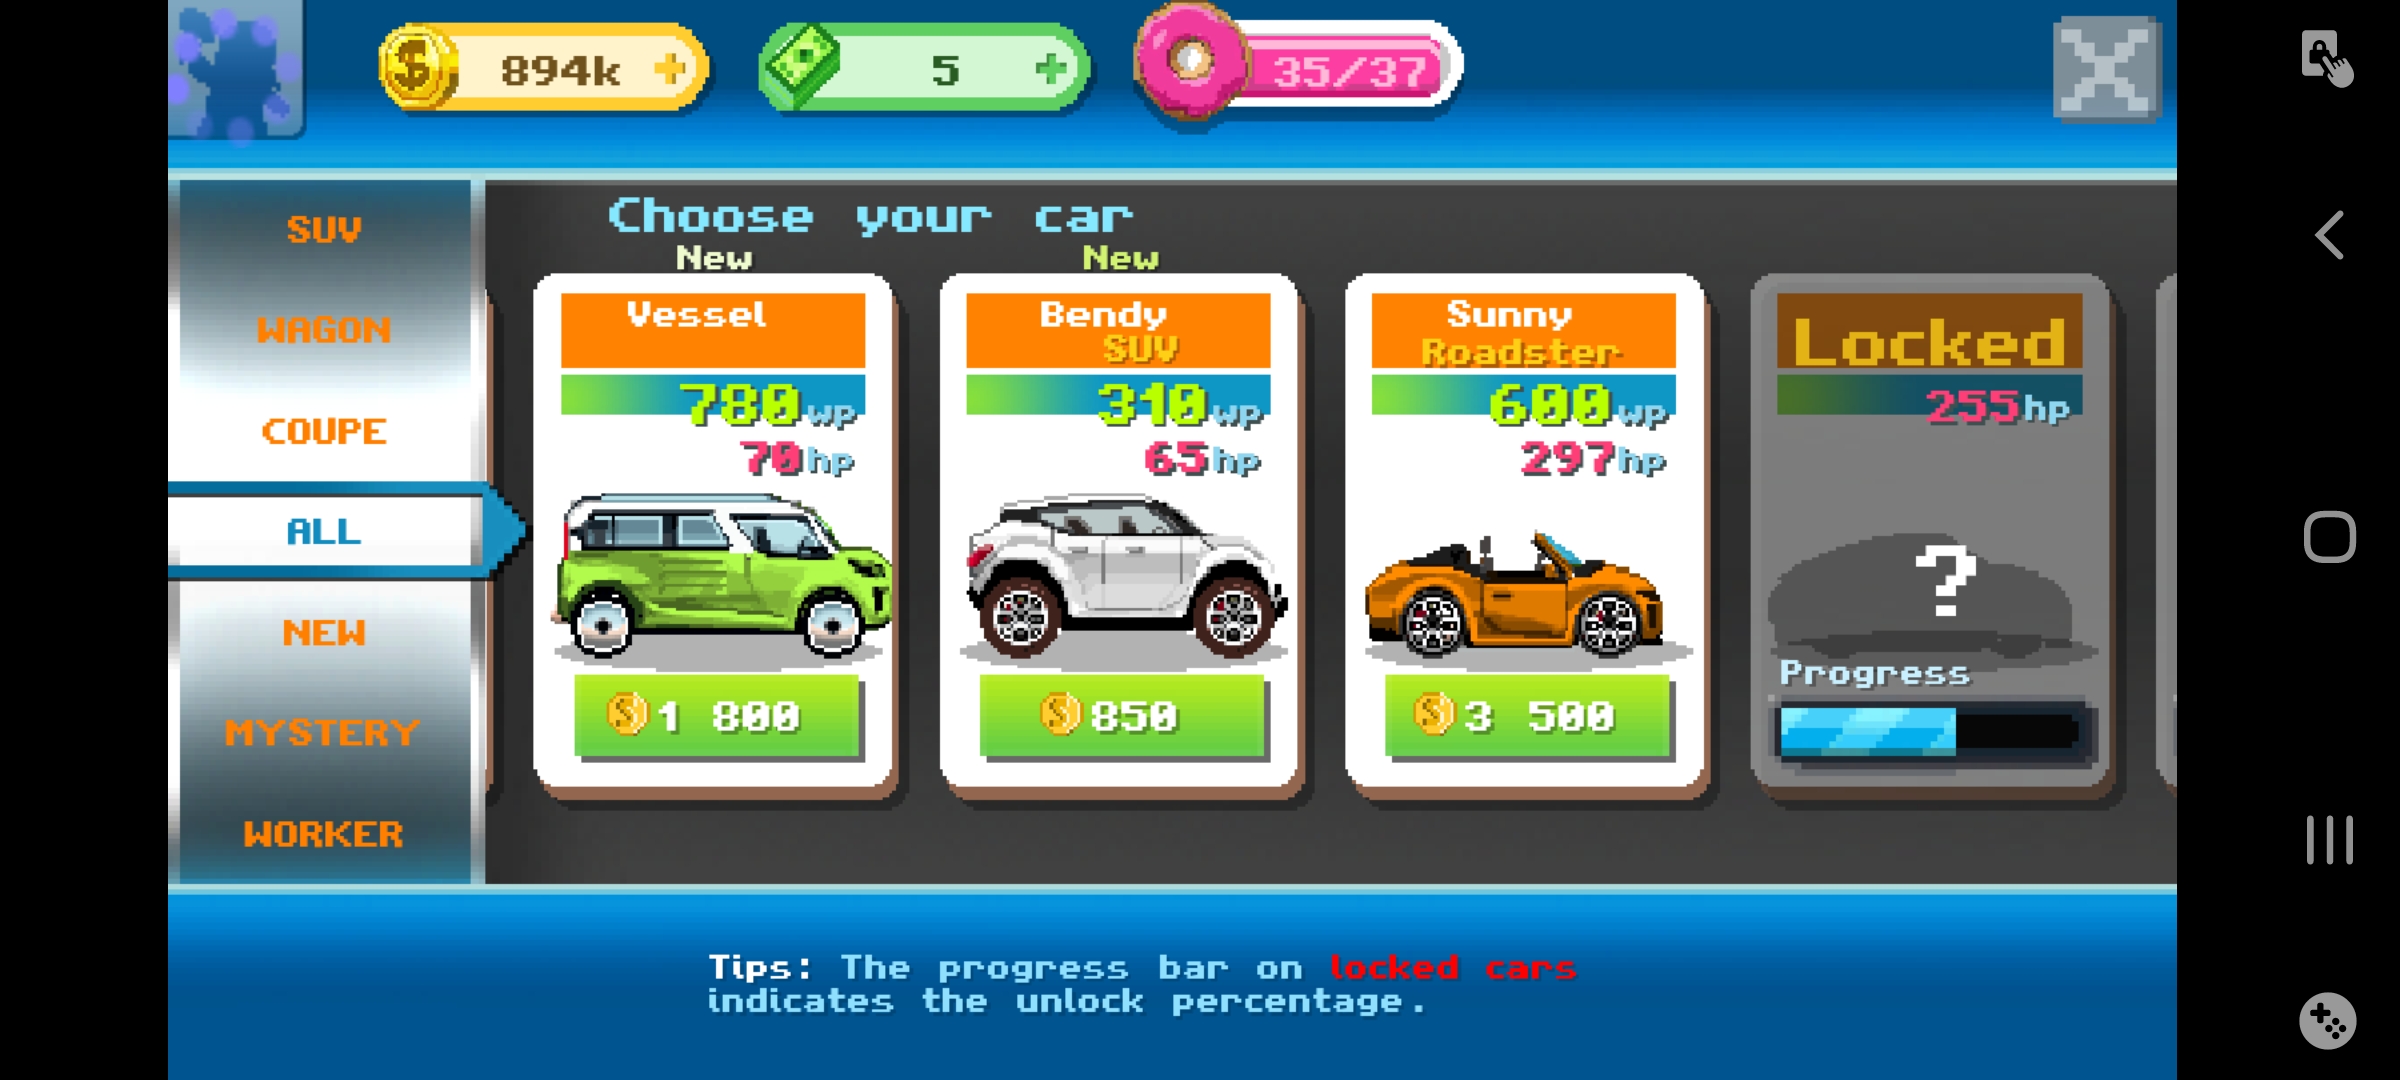 894k
5
35/37
SUV
WAGON
COUPE
ALL
NEW
MYSTERY
WORKER
Choose your car
New
Vessel
780wp
70hp
1 800
New
Bendy
SUV
310wp
65hp
850
Sunny
Roadster
600wp
297hp
3 500
Locked
255hp
?
Progress
Tips: The progress bar on locked cars
indicates the unlock percentage.